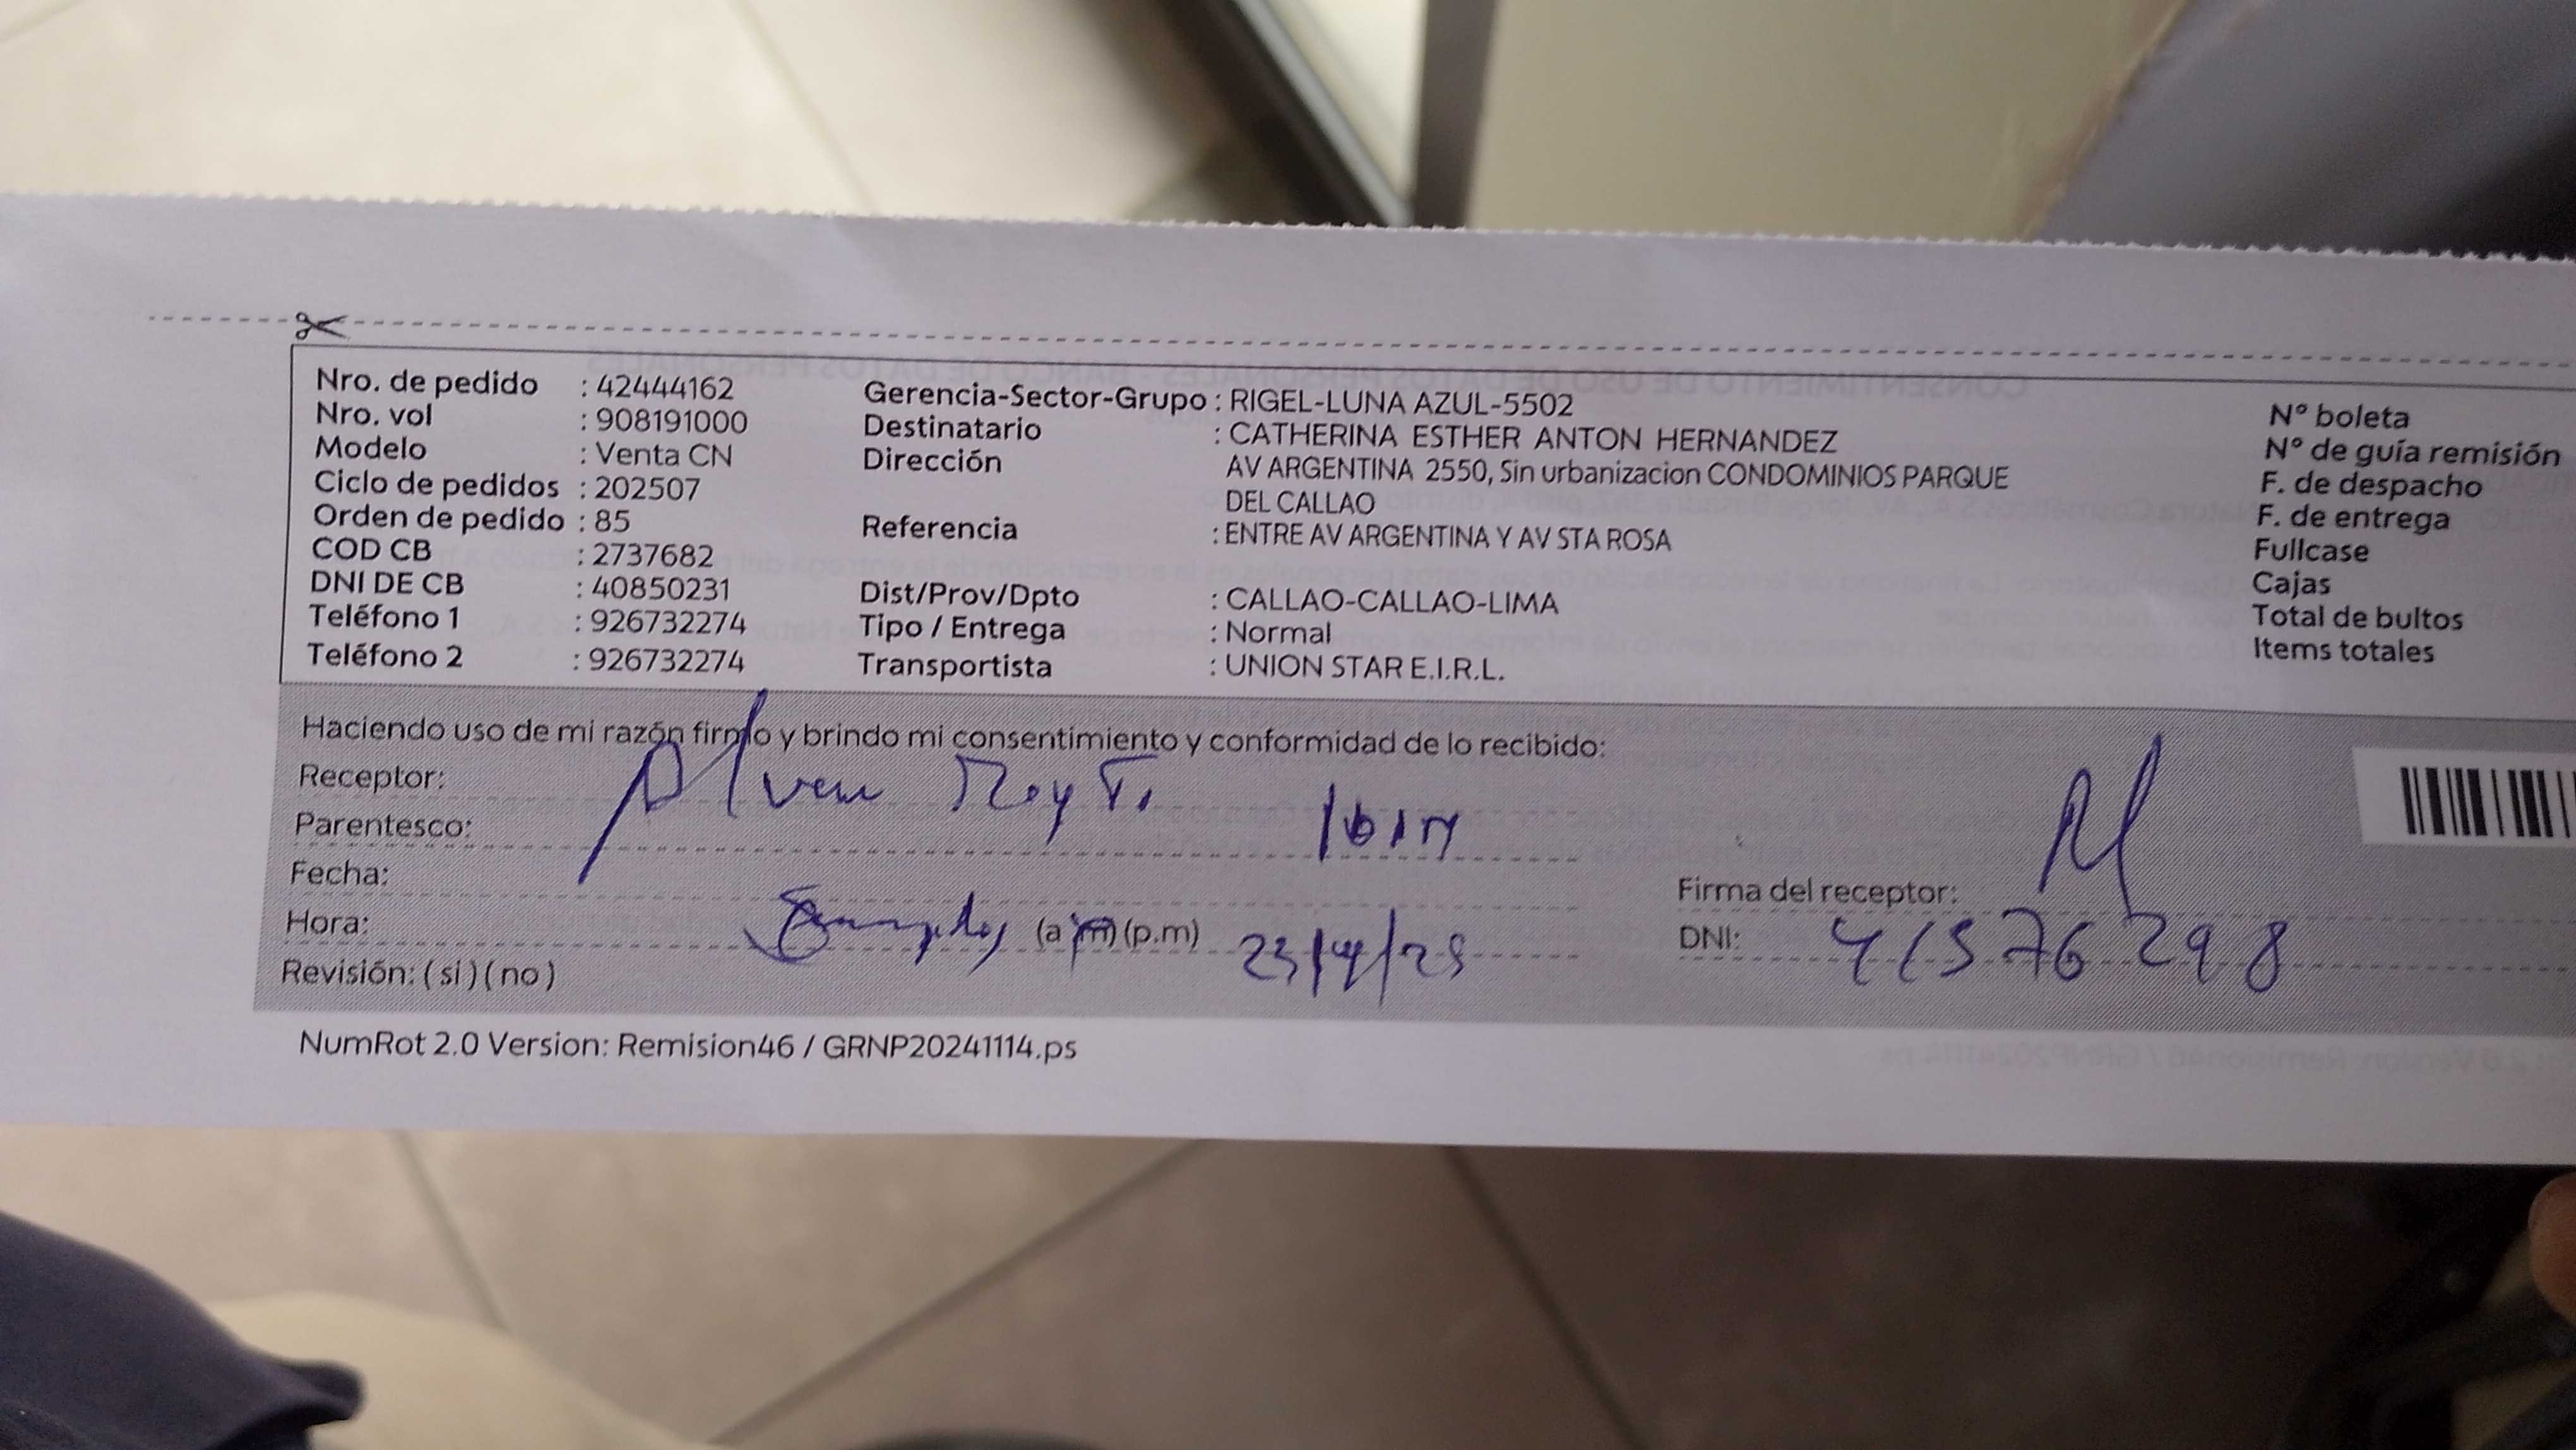 Nro. de pedido : 42444162
Nro. vol : 908191000
Modelo : Venta CN
Ciclo de pedidos : 202507
Orden de pedido : 85
COD CB : 2737682
DNI DE CB : 40850231
Teléfono 1 : 926732274
Teléfono 2 : 926732274
Gerencia-Sector-Grupo : RIGEL-LUNA AZUL-5502
Destinatario : CATHERINA ESTHER ANTON HERNANDEZ
Dirección AV ARGENTINA 2550, Sin urbanizacion CONDOMINIOS PARQUE
DEL CALLAO
Referencia : ENTRE AV ARGENTINA Y AV STA ROSA
Dist/Prov/Dpto : CALLAO-CALLAO-LIMA
Tipo / Entrega : Normal
Transportista : UNION STAR E.I.R.L.
N° boleta
N° de guía remisión
F. de despacho
F. de entrega
Fullcase
Cajas
Total de bultos
Items totales
Haciendo uso de mi razón firmo y brindo mi consentimiento y conformidad de lo recibido:
Receptor:
Parentesco:
Fecha:
Hora: (a.m) (p.m) 23/4/25
Revisión: (si) (no)
Firma del receptor:
DNI: 41576298
NumRot 2.0 Version: Remision46 / GRNP20241114.ps